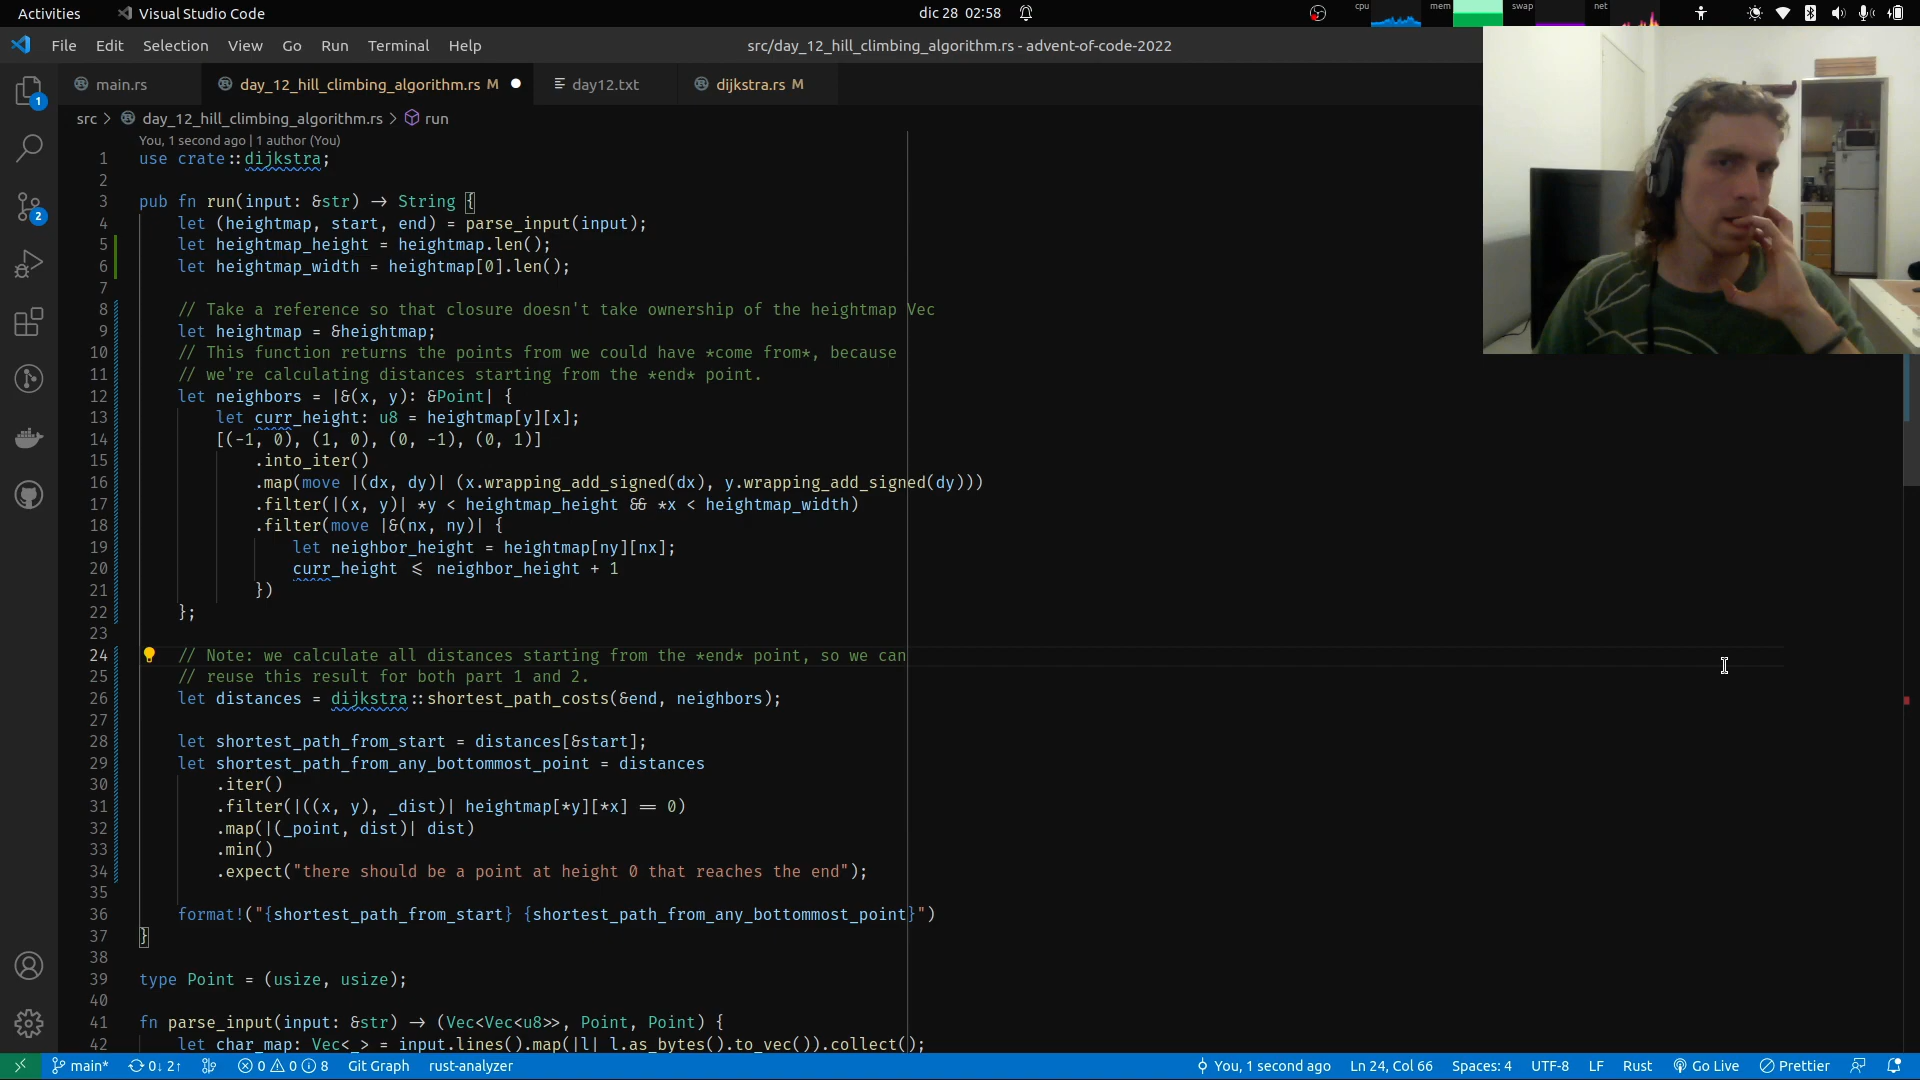 Activities
Visual Studio Code
dic 28 02:58
cpu
mem
swap
net
File Edit Selection View Go Run Terminal Help
src/day_12_hill_climbing_algorithm.rs - advent-of-code-2022
main.rs
day_12_hill_climbing_algorithm.rs M
day12.txt
dijkstra.rs M
src > day_12_hill_climbing_algorithm.rs > run
You, 1 second ago | 1 author (You)
1 use crate::dijkstra;
2
3 pub fn run(input: &str) -> String {
4 let (heightmap, start, end) = parse_input(input);
5 let heightmap_height = heightmap.len();
6 let heightmap_width = heightmap[0].len();
7
8 // Take a reference so that closure doesn't take ownership of the heightmap Vec
9 let heightmap = &heightmap;
10 // This function returns the points from we could have *come from*, because
11 // we're calculating distances starting from the *end* point.
12 let neighbors = |&(x, y): &Point| {
13 let curr_height: u8 = heightmap[y][x];
14 [(-1, 0), (1, 0), (0, -1), (0, 1)]
15 .into_iter()
16 .map(move |(dx, dy)| (x.wrapping_add_signed(dx), y.wrapping_add_signed(dy)))
17 .filter(|(x, y)| *y < heightmap_height && *x < heightmap_width)
18 .filter(move |&(nx, ny)| {
19 let neighbor_height = heightmap[ny][nx];
20 curr_height <= neighbor_height + 1
21 })
22 };
23
24 // Note: we calculate all distances starting from the *end* point, so we can
25 // reuse this result for both part 1 and 2.
26 let distances = dijkstra::shortest_path_costs(&end, neighbors);
27
28 let shortest_path_from_start = distances[&start];
29 let shortest_path_from_any_bottommost_point = distances
30 .iter()
31 .filter(|((x, y), _dist)| heightmap[*y][*x] == 0)
32 .map(|(_point, dist)| dist)
33 .min()
34 .expect("there should be a point at height 0 that reaches the end");
35
36 format!("{shortest_path_from_start} {shortest_path_from_any_bottommost_point}")
37 }
38
39 type Point = (usize, usize);
40
41 fn parse_input(input: &str) -> (Vec<Vec<u8>>, Point, Point) {
42 let char_map: Vec<_> = input.lines().map(|l| l.as_bytes().to_vec()).collect();
1
2
main* 0↓ 2↑ 0 0 8 Git Graph rust-analyzer
You, 1 second ago Ln 24, Col 66 Spaces: 4 UTF-8 LF Rust Go Live Prettier